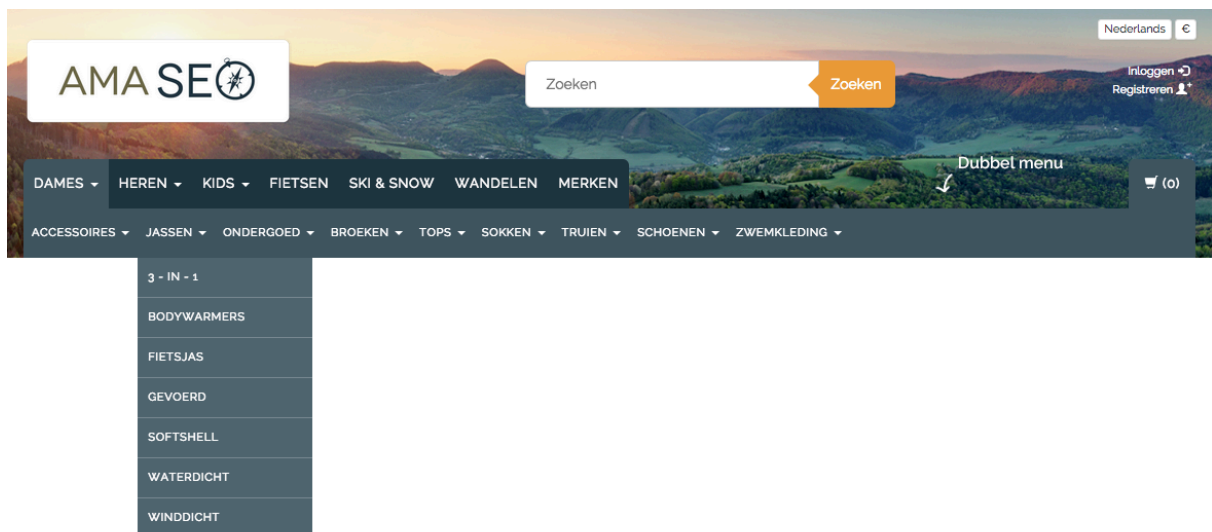 Nederlands €
AMA SEO
Zoeken Zoeken
Inloggen
Registreren
Dubbel menu
DAMES HEREN KIDS FIETSEN SKI & SNOW WANDELEN MERKEN (0)
ACCESSOIRES JASSEN ONDERGOED BROEKEN TOPS SOKKEN TRUIEN SCHOENEN ZWEMKLEDING
3 - IN - 1
BODYWARMERS
FIETSJAS
GEVOERD
SOFTSHELL
WATERDICHT
WINDDICHT